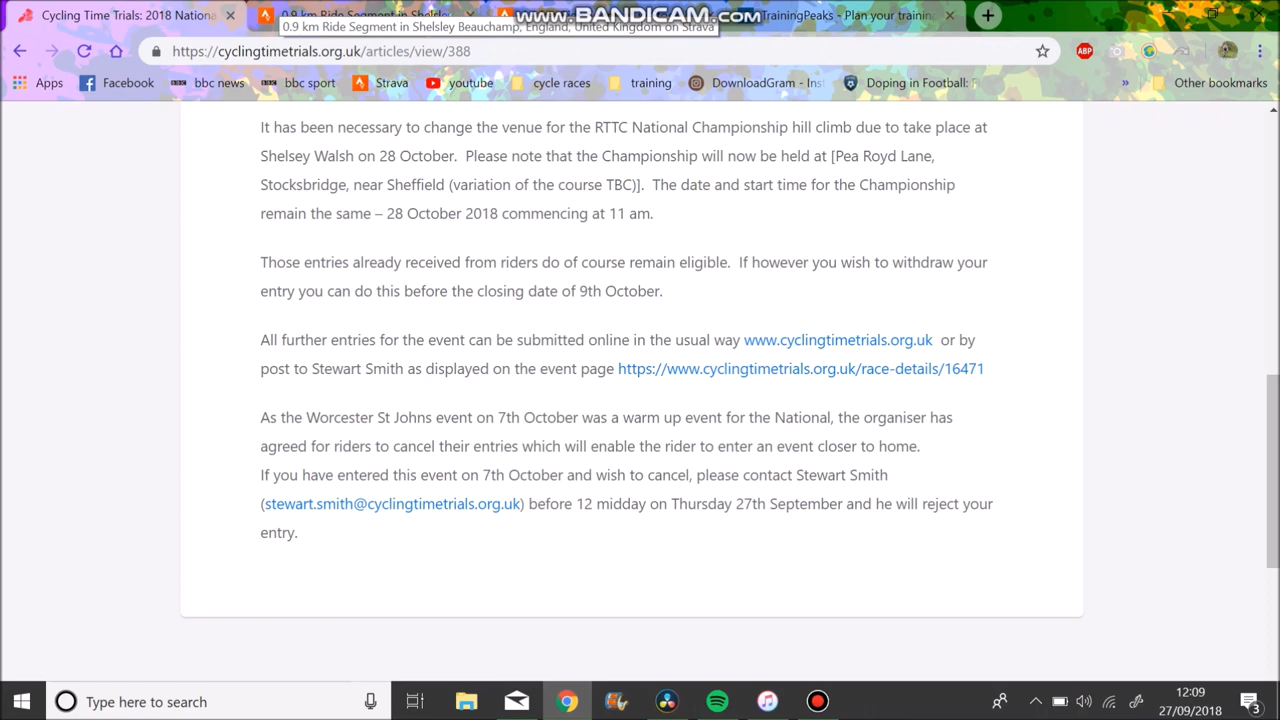 www.BANDICAM.com
Cycling Time Trials: 2018 National
0.9 km Ride Segment in Shelsley
TrainingPeaks - Plan your training
0.9 km Ride Segment in Shelsley Beauchamp, England, United Kingdom on Strava
https://cyclingtimetrials.org.uk/articles/view/388
ABP
Apps Facebook bbc news bbc sport Strava youtube cycle races training DownloadGram - Inst Doping in Football: F » Other bookmarks
It has been necessary to change the venue for the RTTC National Championship hill climb due to take place at
Shelsey Walsh on 28 October. Please note that the Championship will now be held at [Pea Royd Lane,
Stocksbridge, near Sheffield (variation of the course TBC)]. The date and start time for the Championship
remain the same – 28 October 2018 commencing at 11 am.
Those entries already received from riders do of course remain eligible. If however you wish to withdraw your
entry you can do this before the closing date of 9th October.
All further entries for the event can be submitted online in the usual way www.cyclingtimetrials.org.uk or by
post to Stewart Smith as displayed on the event page https://www.cyclingtimetrials.org.uk/race-details/16471
As the Worcester St Johns event on 7th October was a warm up event for the National, the organiser has
agreed for riders to cancel their entries which will enable the rider to enter an event closer to home.
If you have entered this event on 7th October and wish to cancel, please contact Stewart Smith
(stewart.smith@cyclingtimetrials.org.uk) before 12 midday on Thursday 27th September and he will reject your
entry.
Type here to search
12:09
27/09/2018
3